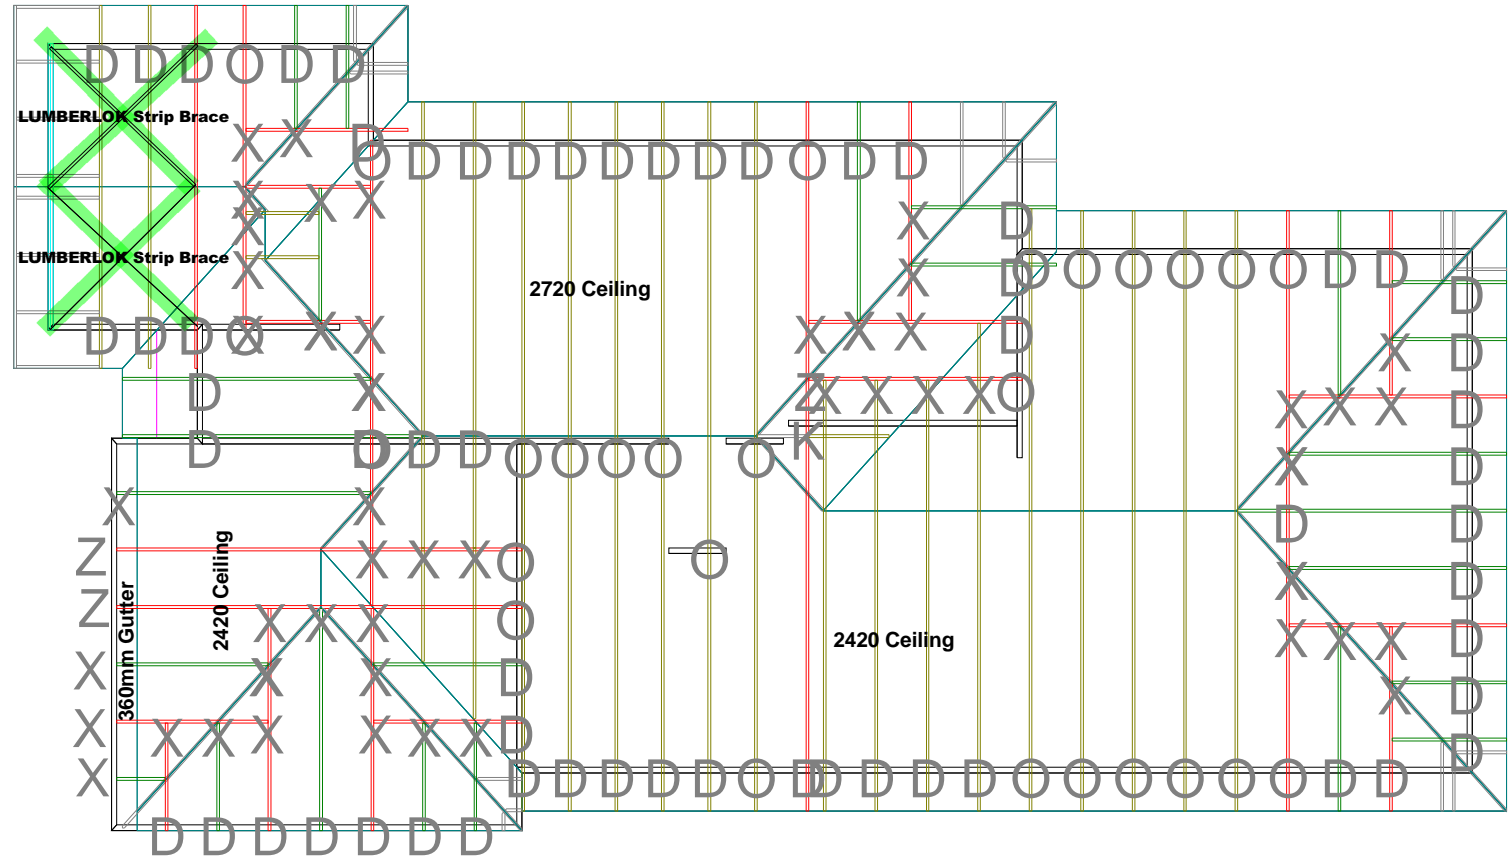 D D D O D D
LUMBERLOK Strip Brace
X X D
O D D D D D D D O D D
X X X
X X D
LUMBERLOK Strip Brace
X X D
D O O O O O D D
2720 Ceiling
D
D D D O X X X X X X D
X D
D X Z X X X X O X X X D
D O D D D O O O O O K
X D
X X
D D
Z X X X O O
X D
Z
2420 Ceiling
360mm Gutter
X X X O
2420 Ceiling
X X X D
X X X D
X D
X X X X X X X D
D
X D D D D D O D D D D D O O O O O O D D
D D D D D D D